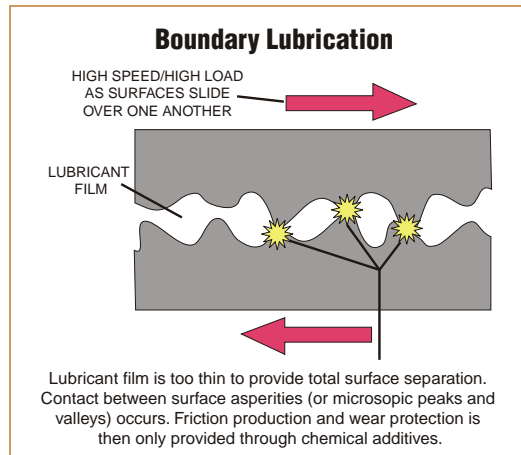 Boundary Lubrication
HIGH SPEED/HIGH LOAD
AS SURFACES SLIDE
OVER ONE ANOTHER
LUBRICANT
FILM
Lubricant film is too thin to provide total surface separation.
Contact between surface asperities (or microsopic peaks and
valleys) occurs. Friction production and wear protection is
then only provided through chemical additives.